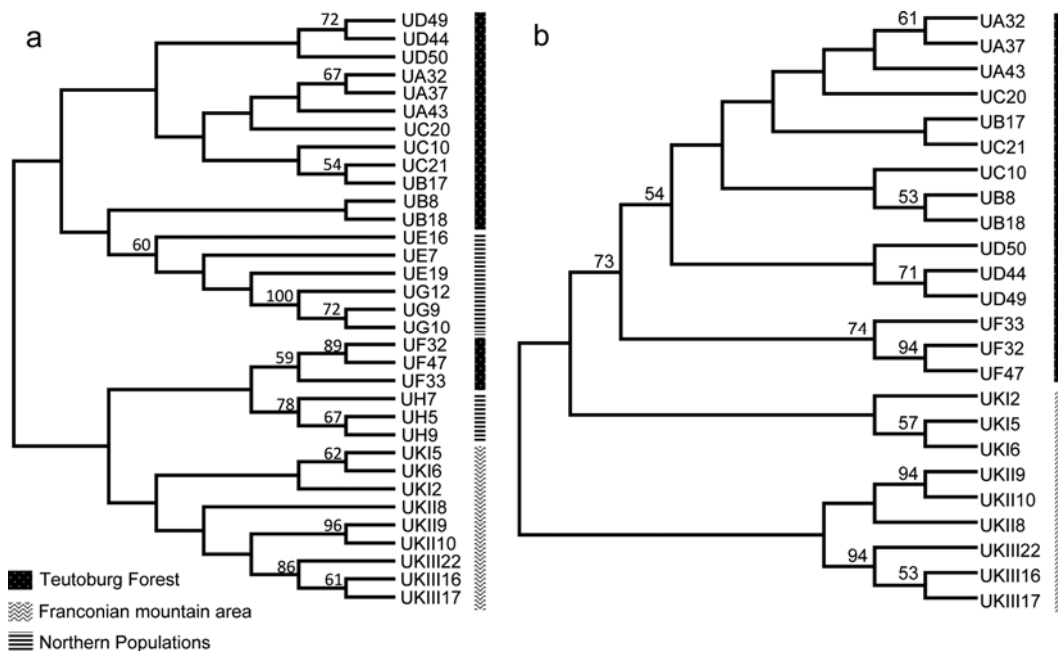 a
72
UD49
UD44
UD50
67
UA32
UA37
UA43
UC20
UC10
54
UC21
UB17
UB8
UB18
60
UE16
UE7
UE19
100
UG12
72
UG9
UG10
89
UF32
59
UF47
UF33
78
UH7
67
UH5
UH9
62
UKI5
UKI6
UKI2
UKII8
96
UKII9
UKII10
86
UKIII22
61
UKIII16
UKIII17
Teutoburg Forest
Franconian mountain area
Northern Populations
b
61
UA32
UA37
UA43
UC20
UB17
UC21
UC10
54
53
UB8
UB18
UD50
73
71
UD44
UD49
74
UF33
94
UF32
UF47
UKI2
57
UKI5
UKI6
94
UKII9
UKII10
UKII8
94
UKIII22
53
UKIII16
UKIII17